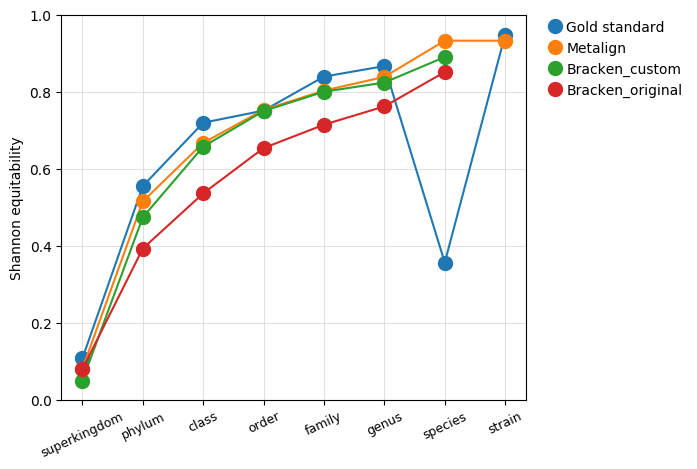 1.0
0.8
0.6
0.4
0.2
0.0
Shannon equitability
superkingdom
phylum
class
order
family
genus
species
strain
Gold standard
Metalign
Bracken_custom
Bracken_original